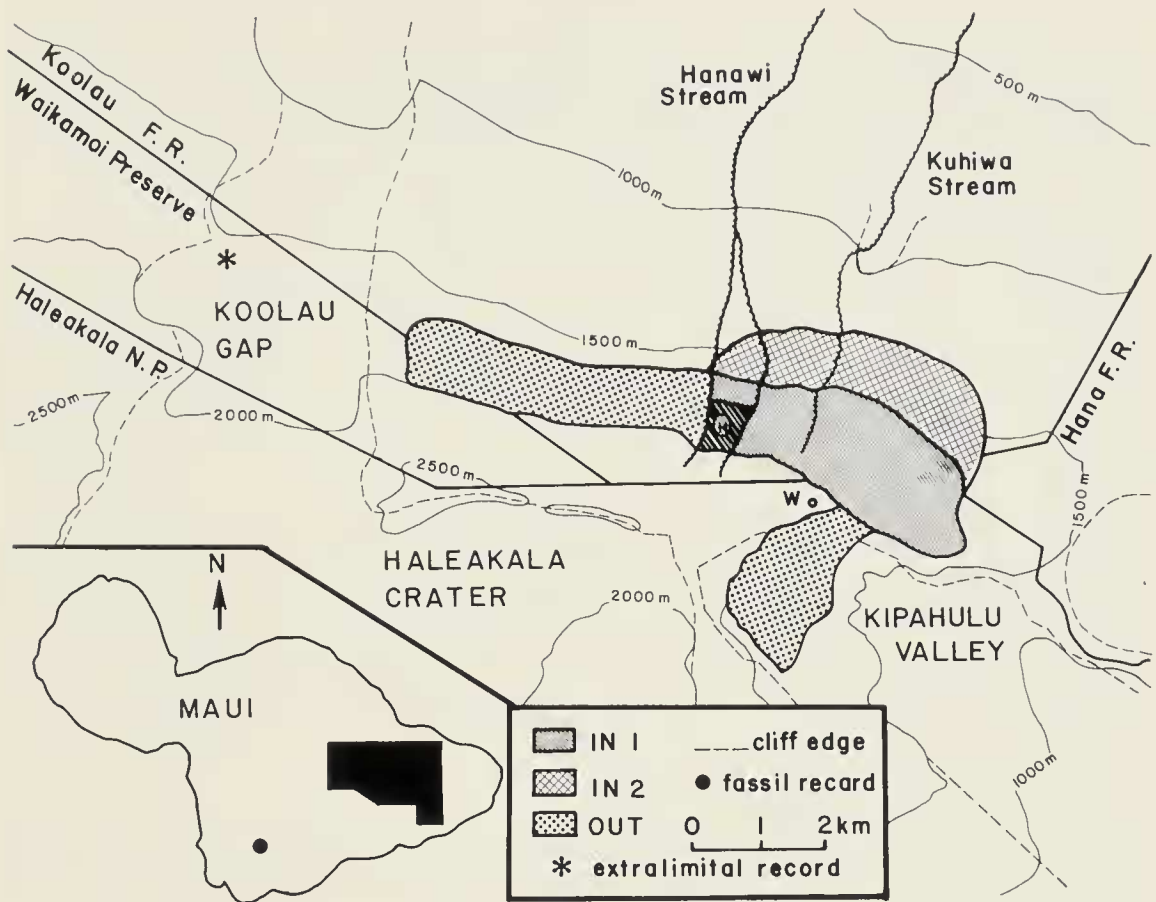 Koolau F. R.
Waikamoi Preserve
Haleakala N. P.
Hanawi
Stream
Kuhiwa
Stream
500 m
1000 m
KOOLAU
GAP
1500 m
Hana F. R.
2500 m
2000 m
2500 m
H
W
1500 m
HALEAKALA
CRATER
2000 m
KIPAHULU
VALLEY
1000 m
N
MAUI
IN 1
cliff edge
IN 2
fassil recard
OUT
0 1 2 km
* extralimital record